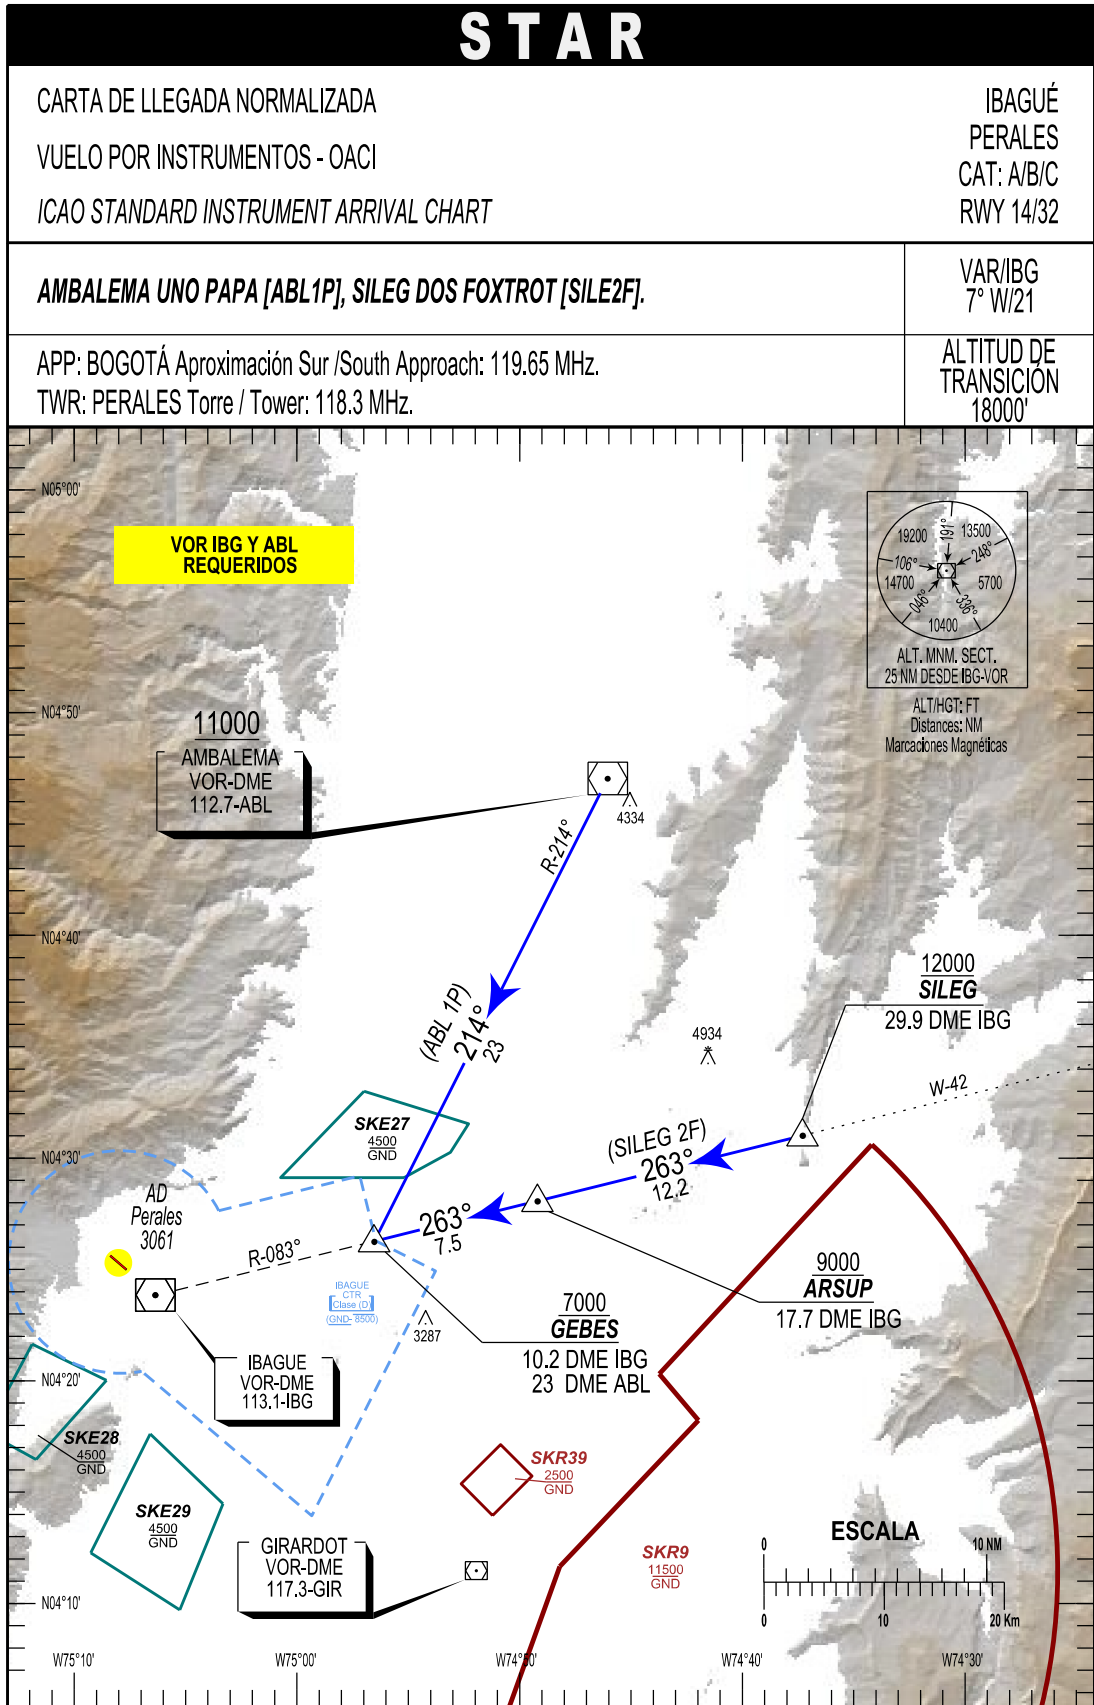 STAR
CARTA DE LLEGADA NORMALIZADA
VUELO POR INSTRUMENTOS - OACI
ICAO STANDARD INSTRUMENT ARRIVAL CHART
IBAGUÉ
PERALES
CAT: A/B/C
RWY 14/32
AMBALEMA UNO PAPA [ABL1P], SILEG DOS FOXTROT [SILE2F].
VAR/IBG
7° W/21
APP: BOGOTÁ Aproximación Sur /South Approach: 119.65 MHz.
TWR: PERALES Torre / Tower: 118.3 MHz.
ALTITUD DE
TRANSICIÓN
18000'
N05°00'
VOR IBG Y ABL
REQUERIDOS
19200
191°
13500
106°
248°
14700
5700
046°
336°
10400
ALT. MNM. SECT.
25 NM DESDE IBG-VOR
ALT/HGT: FT
Distances: NM
Marcaciones Magnéticas
N04°50'
11000
AMBALEMA
VOR-DME
112.7-ABL
4334
R-214°
N04°40'
12000
SILEG
29.9 DME IBG
(ABL 1P)
214°
23
4934
W-42
SKE27
4500
GND
(SILEG 2F)
263°
12.2
N04°30'
AD
Perales
3061
263°
7.5
R-083°
IBAGUE
CTR
Clase (D)
(GND- 8500)
3287
9000
ARSUP
17.7 DME IBG
7000
GEBES
10.2 DME IBG
23 DME ABL
IBAGUE
VOR-DME
113.1-IBG
N04°20'
SKE28
4500
GND
SKE29
4500
GND
SKR39
2500
GND
GIRARDOT
VOR-DME
117.3-GIR
SKR9
11500
GND
ESCALA
0
10 NM
0
10
20 Km
N04°10'
W75°10'
W75°00'
W74°50'
W74°40'
W74°30'